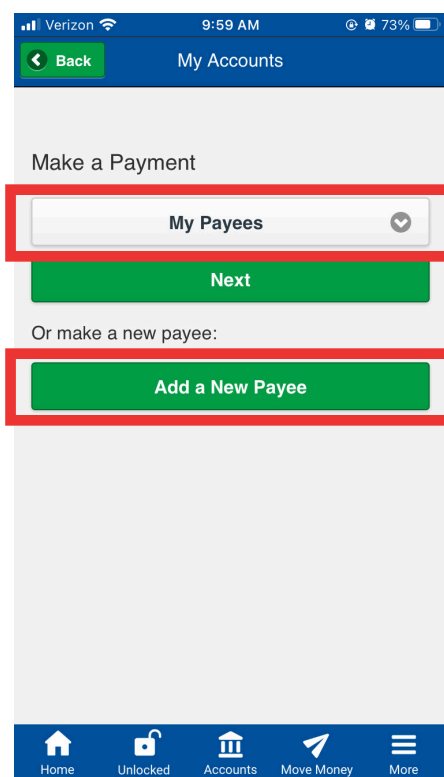 Verizon 9:59 AM 73%
Back My Accounts
Make a Payment
My Payees
Next
Or make a new payee:
Add a New Payee
Home Unlocked Accounts Move Money More